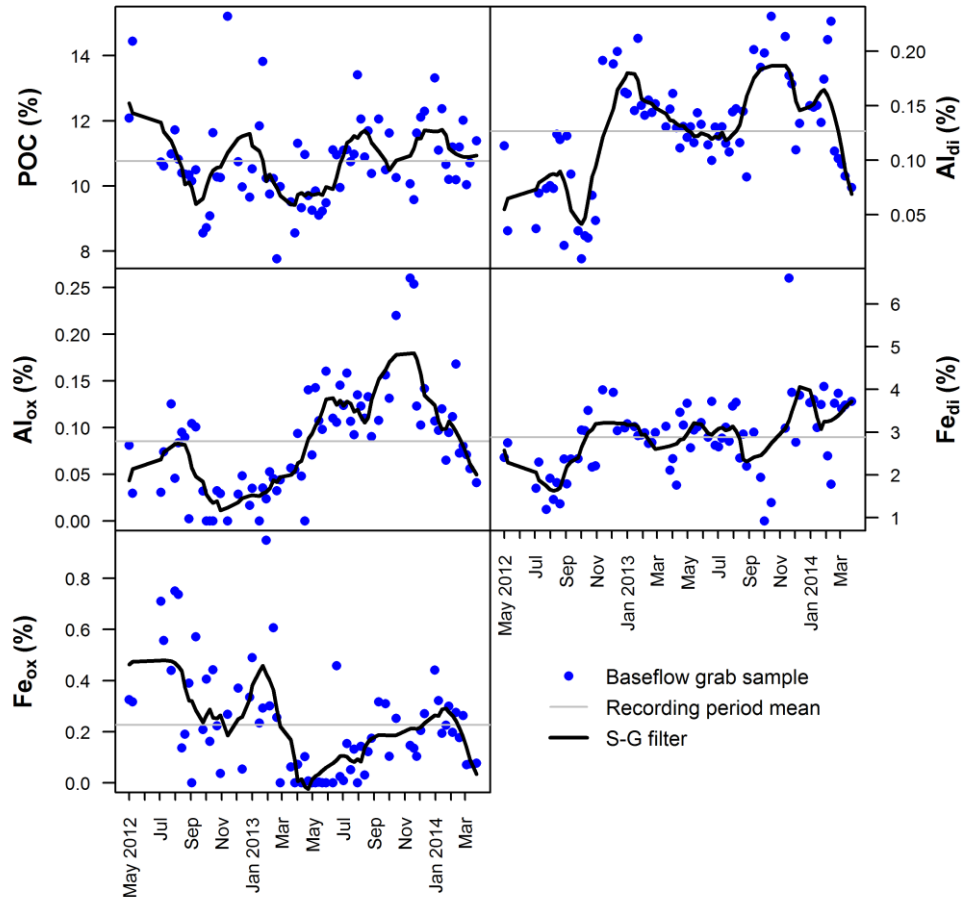 POC (%)
14
12
10
8
Al_di (%)
0.20
0.15
0.10
0.05
Al_ox (%)
0.25
0.20
0.15
0.10
0.05
0.00
Fe_di (%)
6
5
4
3
2
1
May 2012
Jul
Sep
Nov
Jan 2013
Mar
May
Jul
Sep
Nov
Jan 2014
Mar
Fe_ox (%)
0.8
0.6
0.4
0.2
0.0
May 2012
Jul
Sep
Nov
Jan 2013
Mar
May
Jul
Sep
Nov
Jan 2014
Mar
Baseflow grab sample
Recording period mean
S-G filter